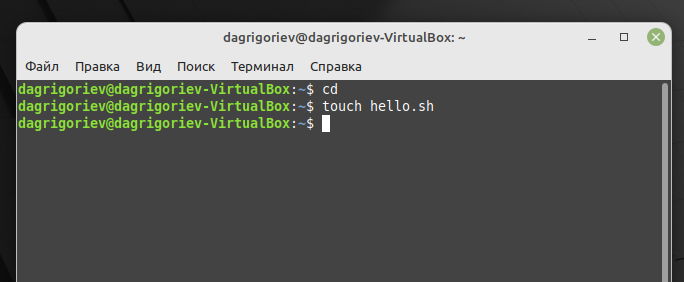 dagrigoriev@dagrigoriev-VirtualBox: ~
Файл Правка Вид Поиск Терминал Справка
dagrigoriev@dagrigoriev-VirtualBox:~$ cd
dagrigoriev@dagrigoriev-VirtualBox:~$ touch hello.sh
dagrigoriev@dagrigoriev-VirtualBox:~$